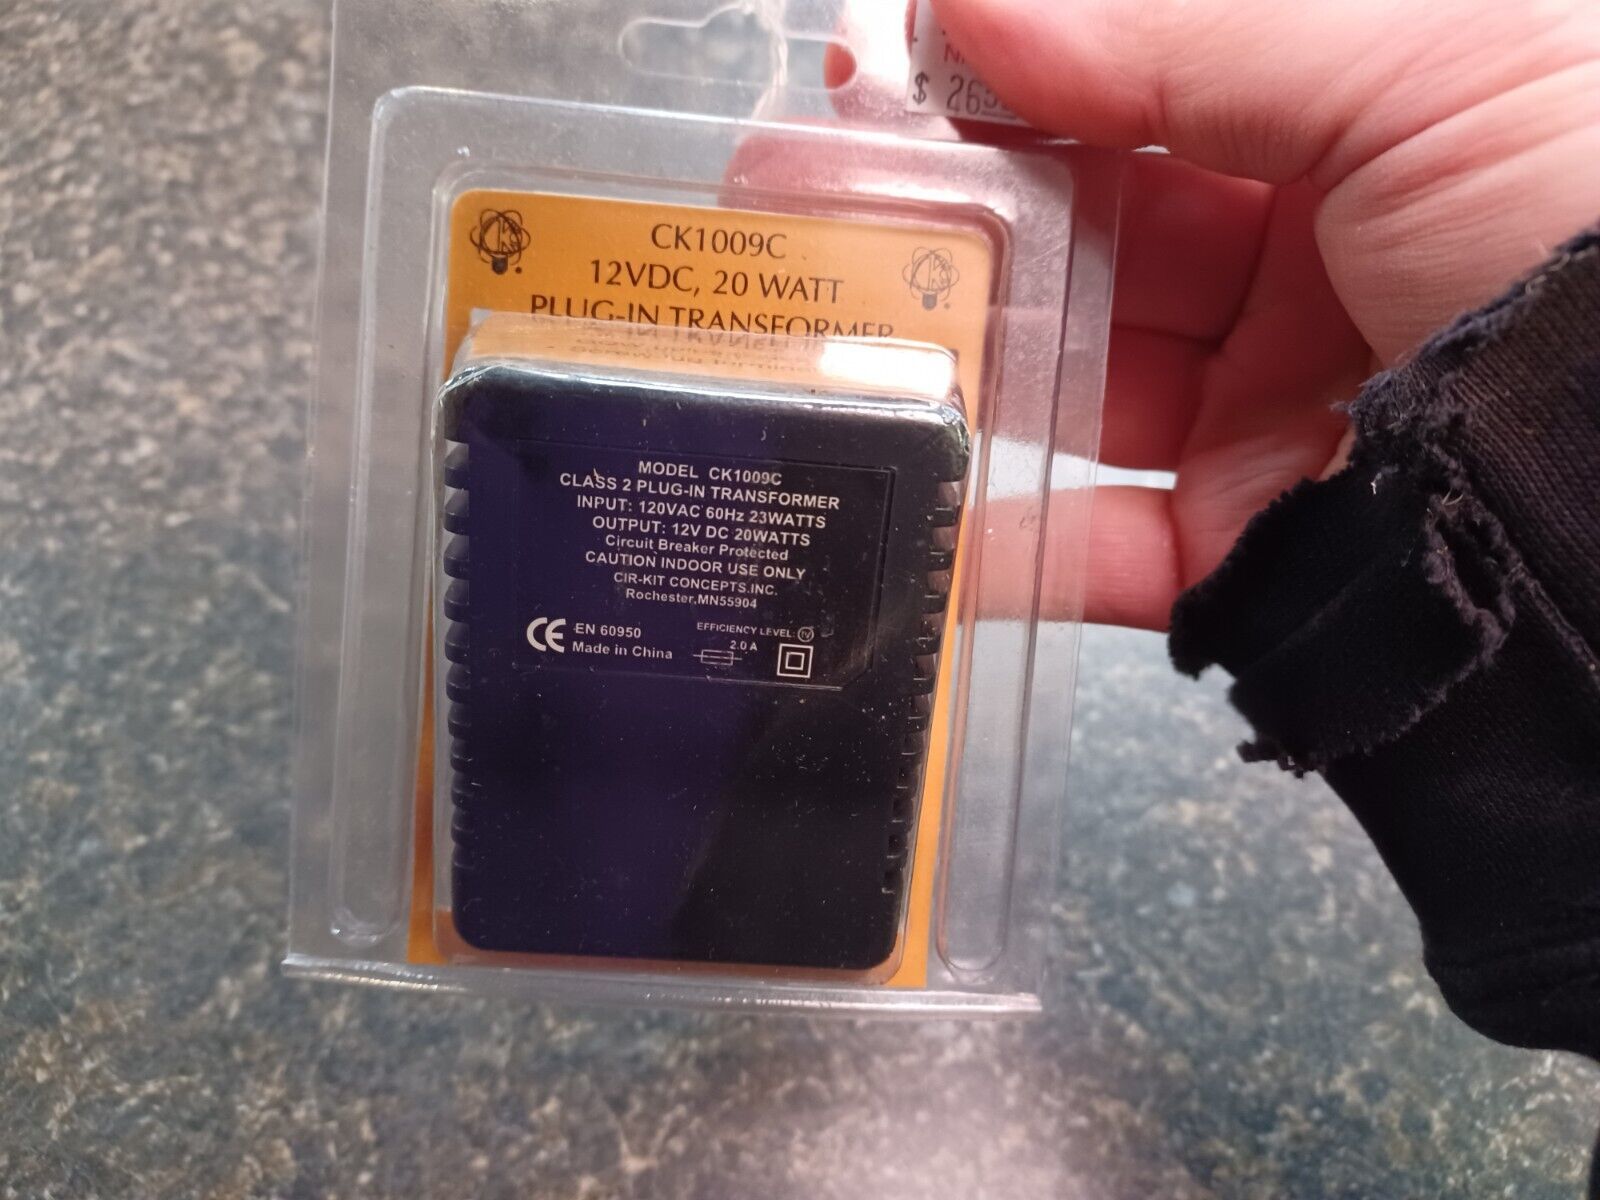 $ 26
CK1009C
12VDC, 20 WATT
PLUG-IN TRANSFORMER
MODEL CK1009C
CLASS 2 PLUG-IN TRANSFORMER
INPUT: 120VAC 60Hz 23WATTS
OUTPUT: 12V DC 20WATTS
Circuit Breaker Protected
CAUTION INDOOR USE ONLY
CIR-KIT CONCEPTS.INC.
Rochester,MN55904
CE EN 60950
Made in China
EFFICIENCY LEVEL: IV
2.0 A